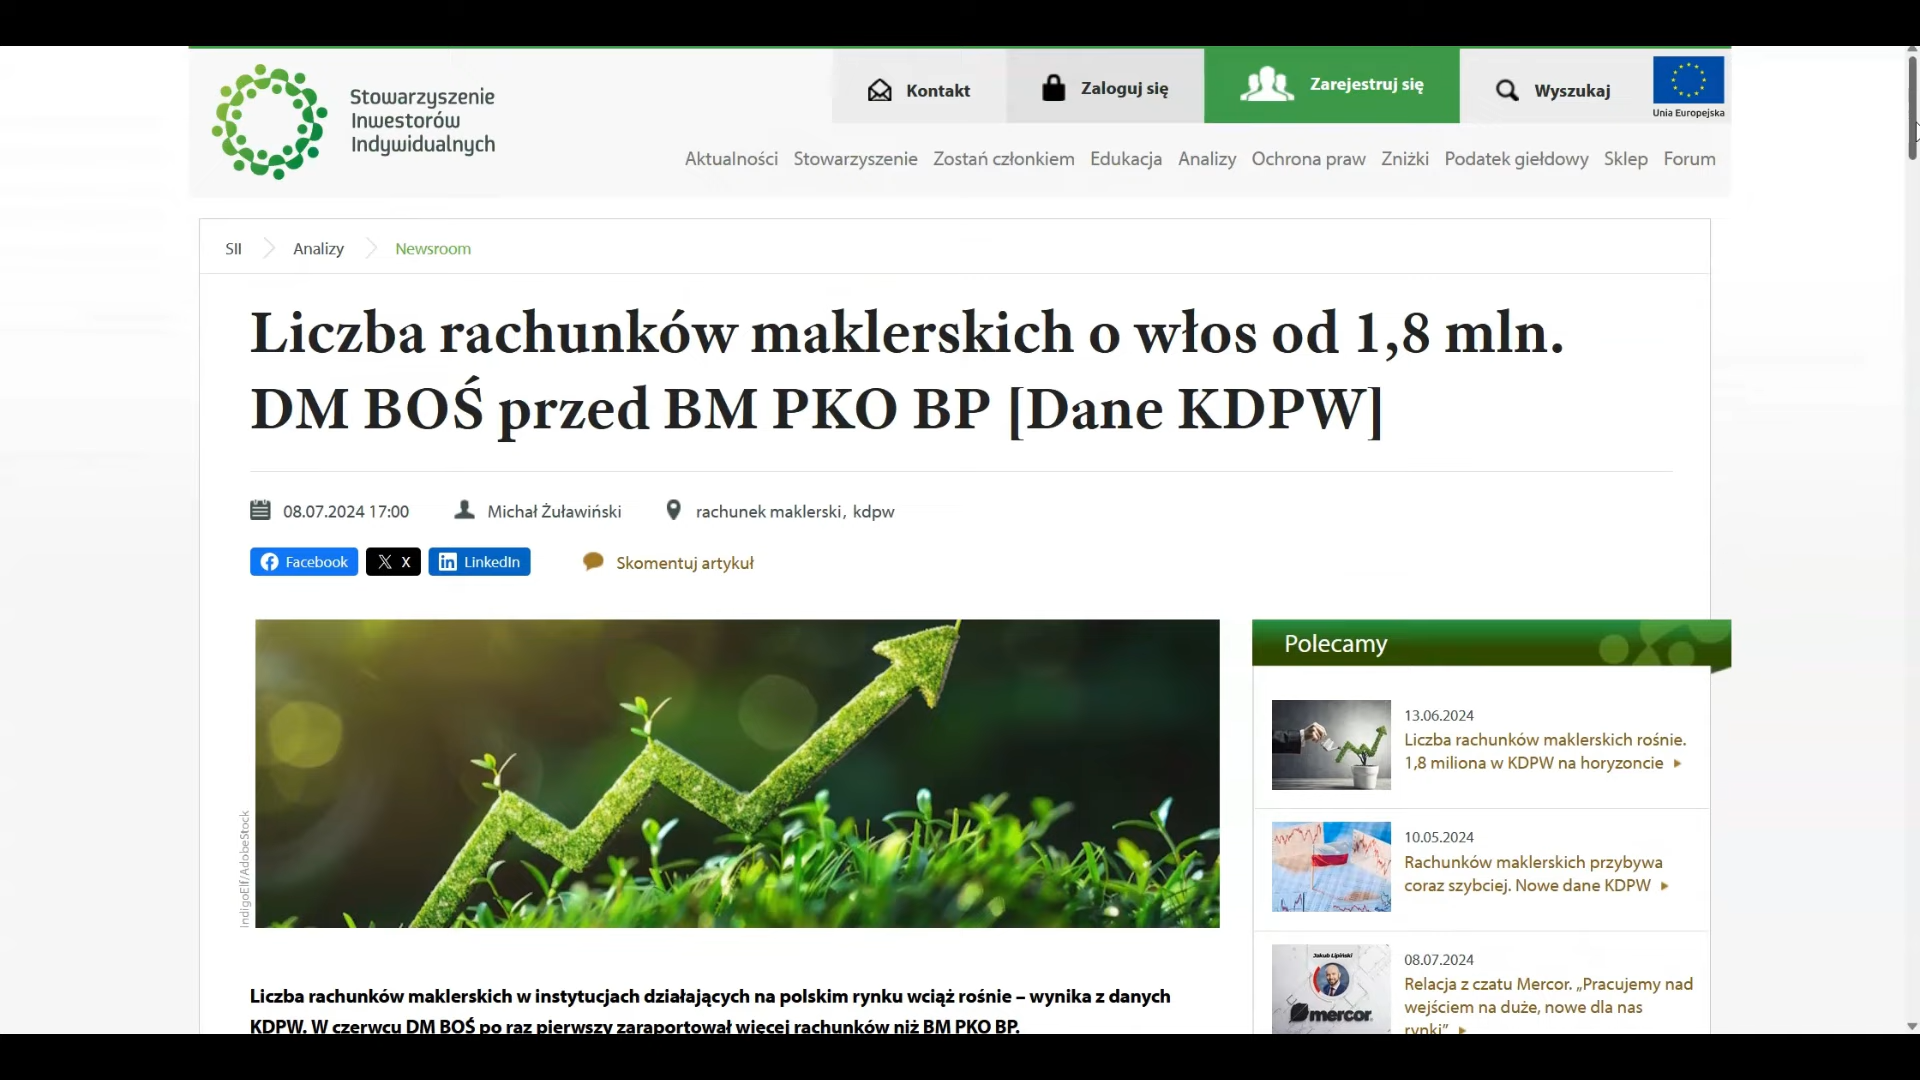 Stowarzyszenie
Inwestorów
Indywidualnych
Kontakt
Zaloguj się
Zarejestruj się
Wyszukaj
Unia Europejska
Aktualności Stowarzyszenie Zostań członkiem Edukacja Analizy Ochrona praw Zniżki Podatek giełdowy Sklep Forum
SII Analizy Newsroom
Liczba rachunków maklerskich o włos od 1,8 mln.
DM BOŚ przed BM PKO BP [Dane KDPW]
08.07.2024 17:00 Michał Żuławiński rachunek maklerski, kdpw
Facebook X LinkedIn Skomentuj artykuł
IndigoElf/AdobeStock
Liczba rachunków maklerskich w instytucjach działających na polskim rynku wciąż rośnie – wynika z danych
KDPW. W czerwcu DM BOŚ po raz pierwszy zaraportował więcej rachunków niż BM PKO BP.
Polecamy
13.06.2024
Liczba rachunków maklerskich rośnie.
1,8 miliona w KDPW na horyzoncie
10.05.2024
Rachunków maklerskich przybywa
coraz szybciej. Nowe dane KDPW
Jakub Lipiński
mercor
08.07.2024
Relacja z czatu Mercor. „Pracujemy nad
wejściem na duże, nowe dla nas
rynki”